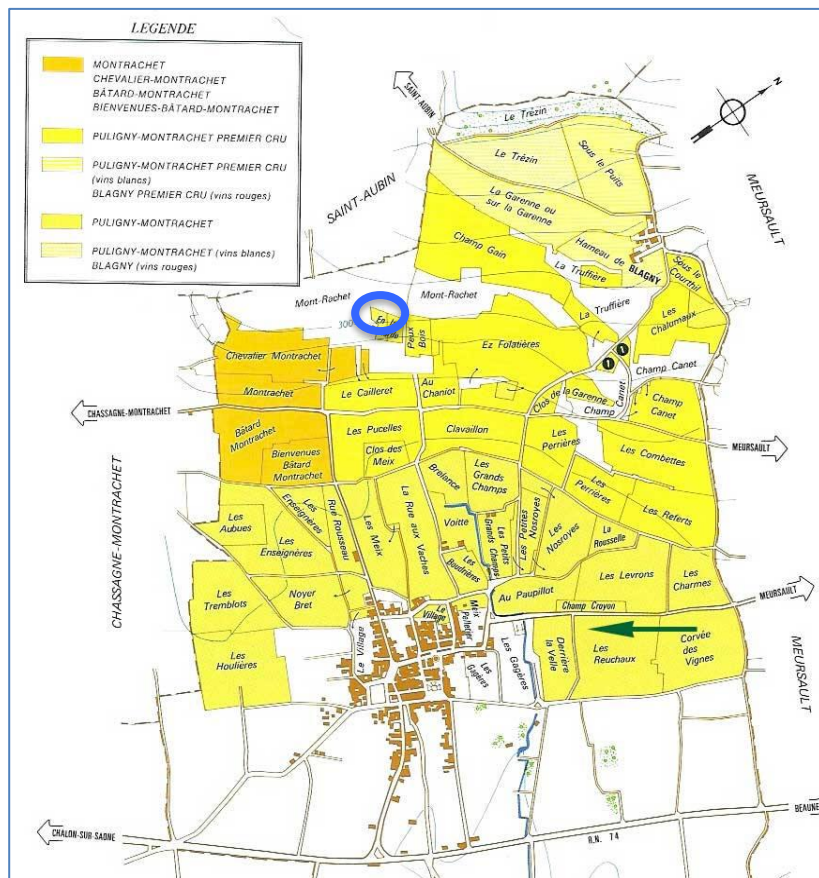 LEGENDE
MONTRACHET
CHEVALIER-MONTRACHET
BÂTARD-MONTRACHET
BIENVENUES-BÂTARD-MONTRACHET
PULIGNY-MONTRACHET PREMIER CRU
PULIGNY-MONTRACHET PREMIER CRU
(vins blancs)
BLAGNY PREMIER CRU (vins rouges)
PULIGNY-MONTRACHET
PULIGNY-MONTRACHET (vins blancs)
BLAGNY (vins rouges)
N
SAINT AUBIN
Le Trézin
Le Trézin
Sous le Puits
MEURSAULT
SAINT-AUBIN
La Garenne ou
sur la Garenne
Champ Gain
Hameau de
BLAGNY
La Truffière
Sous le
Courthil
Mont-Rachet
Mont-Rachet
La Truffière
Les Chalumaux
300
Peux
Bois
Ez Folatières
1
1
Chevalier Montrachet
Champ Canet
Montrachet
Le Cailleret
Au
Chaniot
Clos de la Garenne
Champ
Canet
Champ
Canet
CHASSAGNE-MONTRACHET
Bâtard
Montrachet
Les Pucelles
Clavaillon
Les
Perrières
MEURSAULT
Bienvenues
Bâtard
Montrachet
Clos des
Meix
Les Combettes
Brelance
Les
Grands
Champs
Les
Perrières
Les Referts
CHASSAGNE-MONTRACHET
Les
Aubues
Les
Enseignères
Rue Rousseau
Les Meix
La Rue aux
Vaches
Voitte
Les Petits
Grands Champs
Les Petites
Nosroyes
Les Nosroyes
La
Rousselle
Les
Enseignères
Les
Boudrières
Les Levrons
Les
Charmes
Les
Tremblots
Noyer
Bret
Au Paupillot
MEURSAULT
Le Village
Meix
Pelletier
Champ Croyon
Le Village
Les Gagères
Derrière
la Velle
Les
Reuchaux
Corvée
des
Vignes
Les
Houlières
Les
Gagères
MEURSAULT
CHALON-SUR-SAONE
R.N. 74
BEAUNE